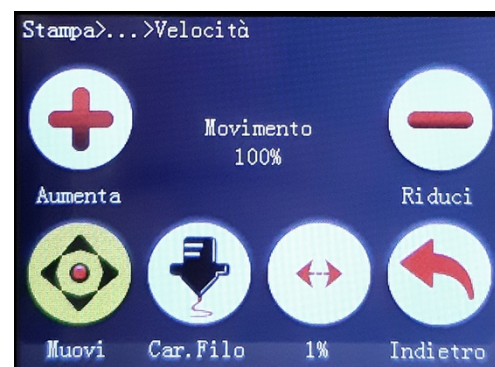 Stampa>...>Velocità
Movimento
100%
Aumenta
Riduci
Muovi
Car.Filo
1%
Indietro